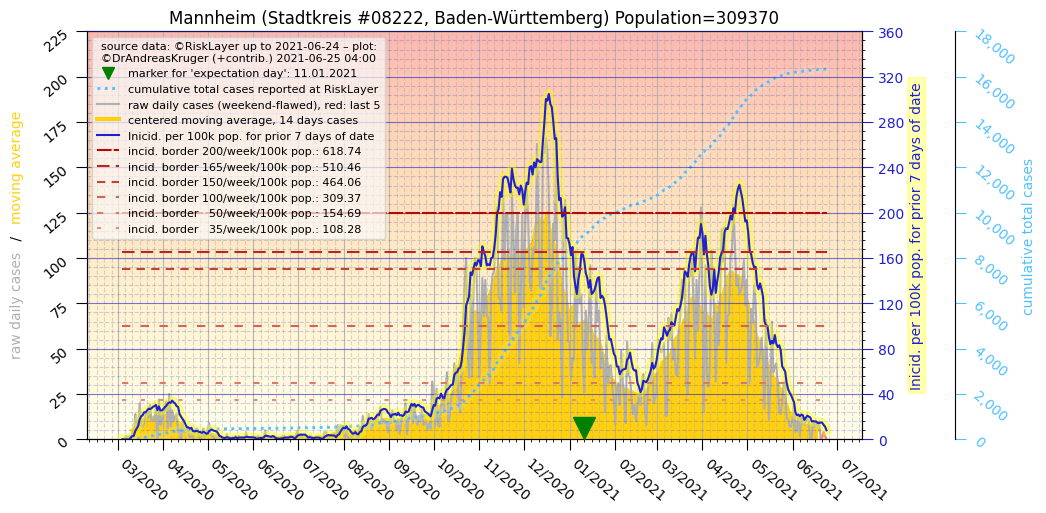 Mannheim (Stadtkreis #08222, Baden-Württemberg) Population=309370
source data: ©RiskLayer up to 2021-06-24 – plot:
©DrAndreasKruger (+contrib.) 2021-06-25 04:00
marker for 'expectation day': 11.01.2021
cumulative total cases reported at RiskLayer
raw daily cases (weekend-flawed), red: last 5
centered moving average, 14 days cases
Inicid. per 100k pop. for prior 7 days of date
incid. border 200/week/100k pop.: 618.74
incid. border 165/week/100k pop.: 510.46
incid. border 150/week/100k pop.: 464.06
incid. border 100/week/100k pop.: 309.37
incid. border   50/week/100k pop.: 154.69
incid. border   35/week/100k pop.: 108.28
raw daily cases / moving average
225
200
175
150
125
100
75
50
25
0
03/2020
04/2020
05/2020
06/2020
07/2020
08/2020
09/2020
10/2020
11/2020
12/2020
01/2021
02/2021
03/2021
04/2021
05/2021
06/2021
07/2021
360
320
280
240
200
160
120
80
40
0
Inicid. per 100k pop. for prior 7 days of date
18,000
16,000
14,000
12,000
10,000
8,000
6,000
4,000
2,000
0
cumulative total cases